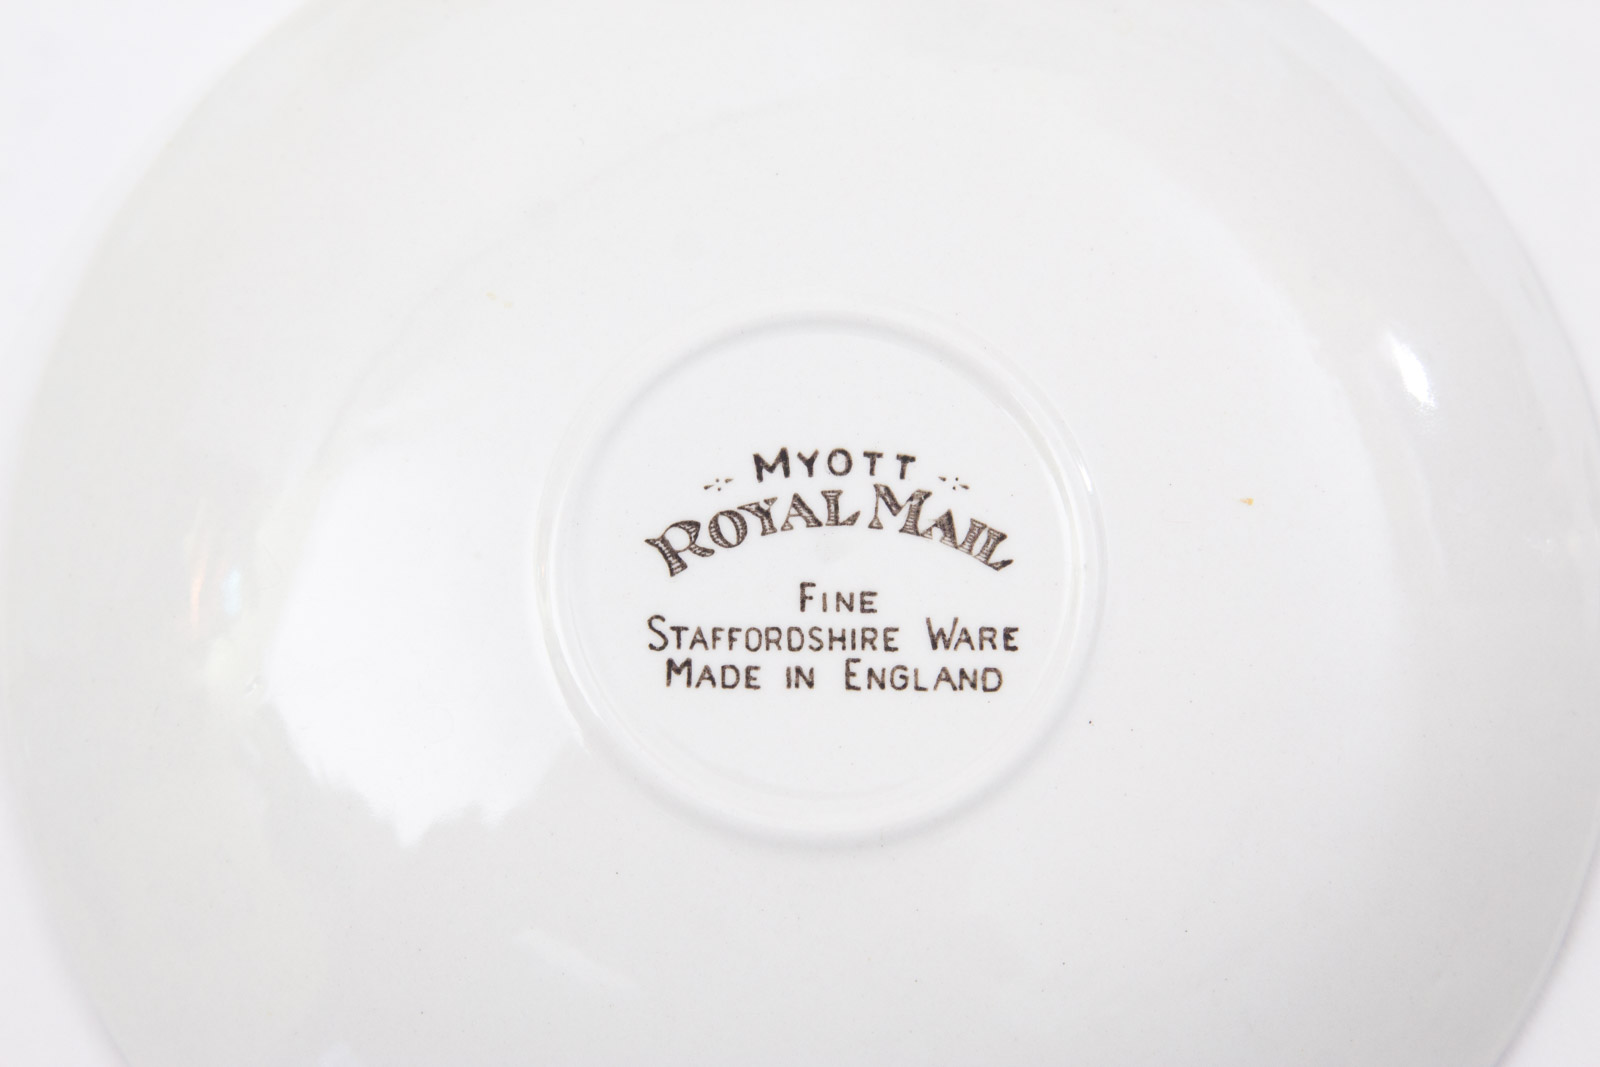 MYOTT
ROYAL MAIL
FINE
STAFFORDSHIRE WARE
MADE IN ENGLAND